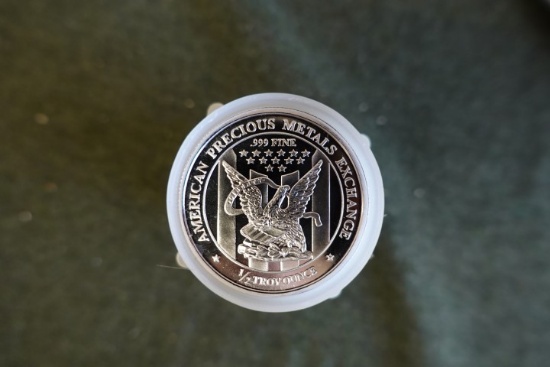 AMERICAN PRECIOUS METALS EXCHANGE
.999 FINE
1/2 TROY OUNCE